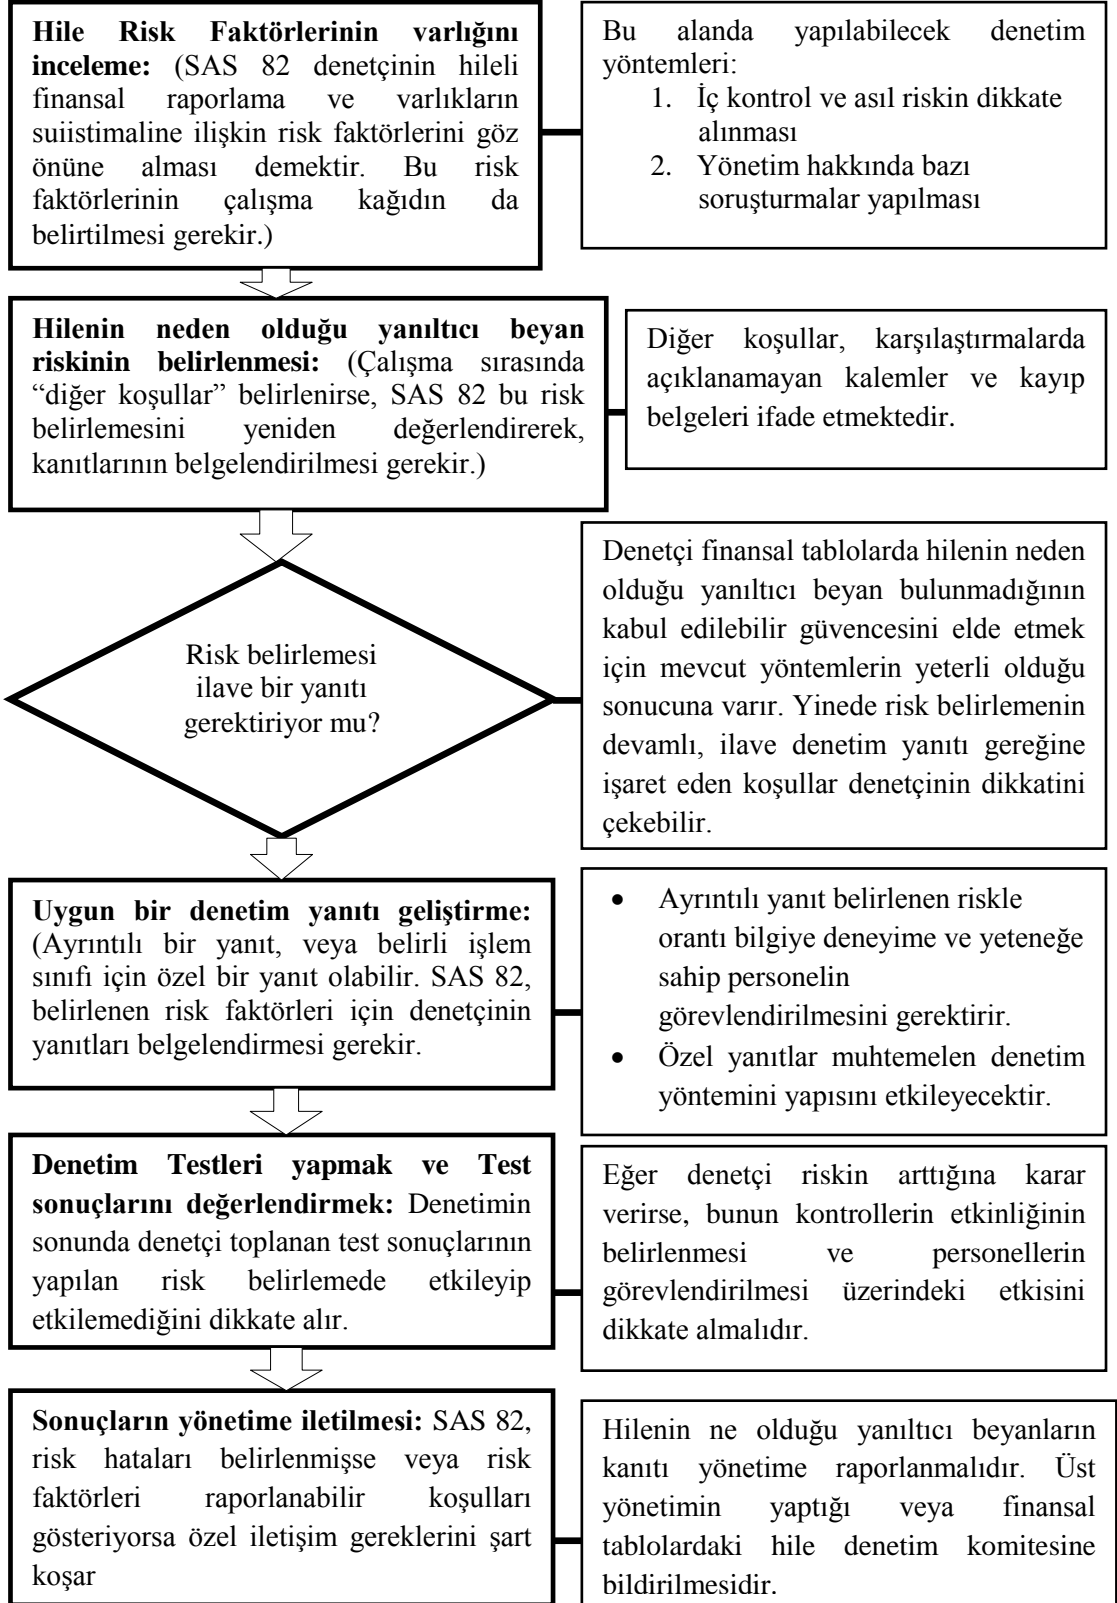 Hile Risk Faktörlerinin varlığını
inceleme: (SAS 82 denetçinin hileli
finansal raporlama ve varlıkların
suiistimaline ilişkin risk faktörlerini göz
önüne alması demektir. Bu risk
faktörlerinin çalışma kağıdın da
belirtilmesi gerekir.)
Bu alanda yapılabilecek denetim
yöntemleri:
1. İç kontrol ve asıl riskin dikkate
alınması
2. Yönetim hakkında bazı
soruşturmalar yapılması
Hilenin neden olduğu yanıltıcı beyan
riskinin belirlenmesi: (Çalışma sırasında
“diğer koşullar” belirlenirse, SAS 82 bu risk
belirlemesini yeniden değerlendirerek,
kanıtlarının belgelendirilmesi gerekir.)
Diğer koşullar, karşılaştırmalarda
açıklanamayan kalemler ve kayıp
belgeleri ifade etmektedir.
Risk belirlemesi
ilave bir yanıtı
gerektiriyor mu?
Denetçi finansal tablolarda hilenin neden
olduğu yanıltıcı beyan bulunmadığının
kabul edilebilir güvencesini elde etmek
için mevcut yöntemlerin yeterli olduğu
sonucuna varır. Yinede risk belirlemenin
devamlı, ilave denetim yanıtı gereğine
işaret eden koşullar denetçinin dikkatini
çekebilir.
Uygun bir denetim yanıtı geliştirme:
(Ayrıntılı bir yanıt, veya belirli işlem
sınıfı için özel bir yanıt olabilir. SAS 82,
belirlenen risk faktörleri için denetçinin
yanıtları belgelendirmesi gerekir.
• Ayrıntılı yanıt belirlenen riskle
orantı bilgiye deneyime ve yeteneğe
sahip personelin
görevlendirilmesini gerektirir.
• Özel yanıtlar muhtemelen denetim
yöntemini yapısını etkileyecektir.
Denetim Testleri yapmak ve Test
sonuçlarını değerlendirmek: Denetimin
sonunda denetçi toplanan test sonuçlarının
yapılan risk belirlemede etkileyip
etkilemediğini dikkate alır.
Eğer denetçi riskin arttığına karar
verirse, bunun kontrollerin etkinliğinin
belirlenmesi ve personellerin
görevlendirilmesi üzerindeki etkisini
dikkate almalıdır.
Sonuçların yönetime iletilmesi: SAS 82,
risk hataları belirlenmişse veya risk
faktörleri raporlanabilir koşulları
gösteriyorsa özel iletişim gereklerini şart
koşar
Hilenin ne olduğu yanıltıcı beyanların
kanıtı yönetime raporlanmalıdır. Üst
yönetimin yaptığı veya finansal
tablolardaki hile denetim komitesine
bildirilmesidir.